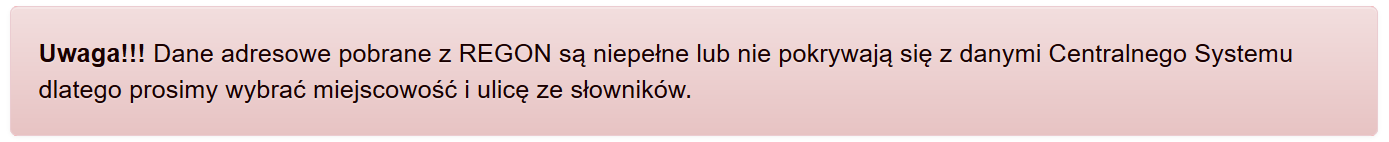 Uwaga!!! Dane adresowe pobrane z REGON są niepełne lub nie pokrywają się z danymi Centralnego Systemu
dlatego prosimy wybrać miejscowość i ulicę ze słowników.